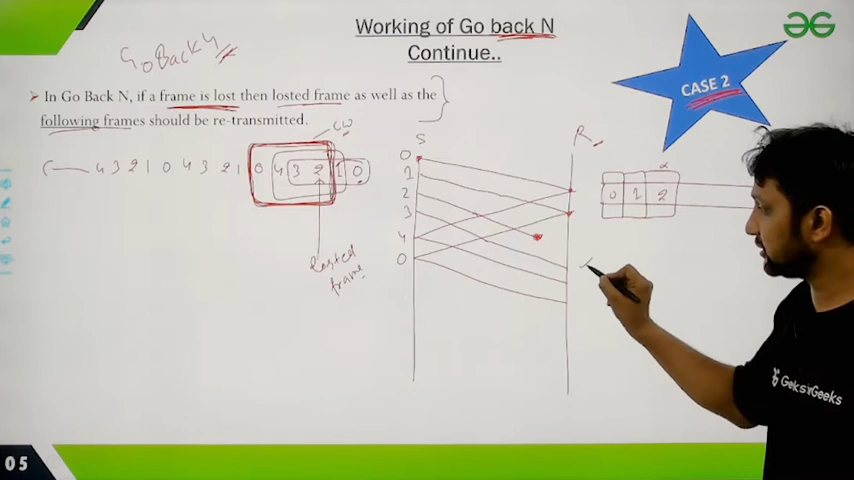 Working of Go back N
Continue..
GoBack4
CASE 2
➤ In Go Back N, if a frame is lost then losted frame as well as the
following frames should be re-transmitted.
CW
S
R
4 3 2 1 0 4 3 2 1 0 4 3 2 1 0
0
1
2
3
4
0
0 1 2
losted
frame
GeeksforGeeks
05